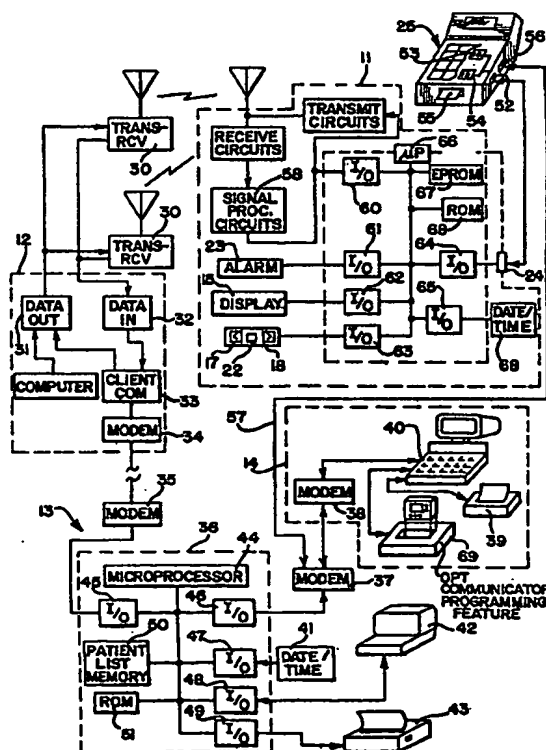 25
53
56
52
54
55
11
TRANSMIT
CIRCUITS
TRANS-
RCV
30
RECEIVE
CIRCUITS
66
μP
I/O
60
EPROM
67
SIGNAL
PROC.
CIRCUITS
58
ROM
68
TRANS-
RCV
30
12
23
ALARM
61
I/O
64
I/O
24
15
DISPLAY
I/O
62
65
I/O
DATE/
TIME
68
DATA
OUT
31
DATA
IN
32
17
22
18
I/O
63
COMPUTER
CLIENT
COM
33
57
MODEM
34
14
40
35
MODEM
MODEM
38
39
69
13
36
44
MICROPROCESSOR
MODEM
37
OPT
COMMUNICATOR
PROGRAMMING
FEATURE
45
I/O
46
I/O
50
PATIENT
LIST
MEMORY
47
I/O
41
DATE/
TIME
42
48
I/O
ROM
51
49
I/O
43